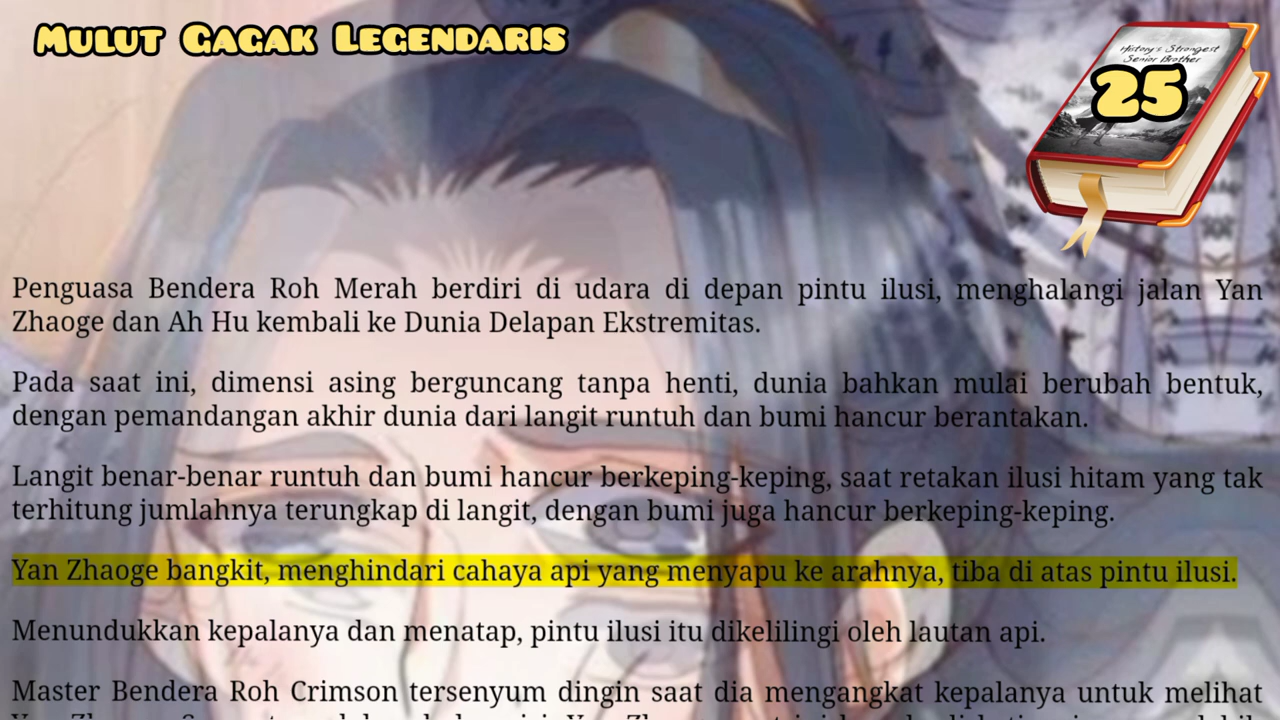 Mulut Gagak Legendaris
History's Strongest
Senior Brother
25
Penguasa Bendera Roh Merah berdiri di udara di depan pintu ilusi, menghalangi jalan Yan
Zhaoge dan Ah Hu kembali ke Dunia Delapan Ekstremitas.
Pada saat ini, dimensi asing berguncang tanpa henti, dunia bahkan mulai berubah bentuk,
dengan pemandangan akhir dunia dari langit runtuh dan bumi hancur berantakan.
Langit benar-benar runtuh dan bumi hancur berkeping-keping, saat retakan ilusi hitam yang tak
terhitung jumlahnya terungkap di langit, dengan bumi juga hancur berkeping-keping.
Yan Zhaoge bangkit, menghindari cahaya api yang menyapu ke arahnya, tiba di atas pintu ilusi.
Menundukkan kepalanya dan menatap, pintu ilusi itu dikelilingi oleh lautan api.
Master Bendera Roh Crimson tersenyum dingin saat dia mengangkat kepalanya untuk melihat